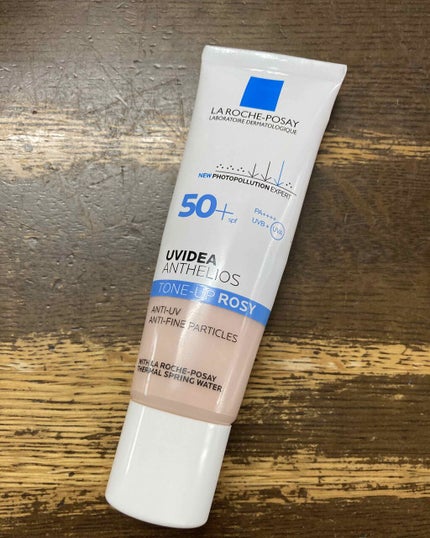 LA ROCHE-POSAY
LABORATOIRE DERMATOLOGIQUE
NEW PHOTOPOLLUTION EXPERT
50+ spf
PA++++
UVB + UVA
UVIDEA
ANTHELIOS
TONE-UP ROSY
ANTI-UV
ANTI-FINE PARTICLES
WITH LA ROCHE-POSAY
THERMAL SPRING WATER